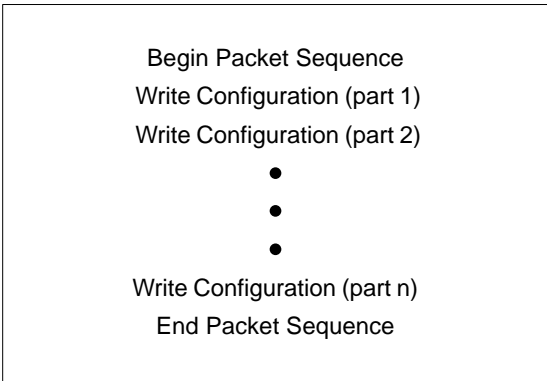 Begin Packet Sequence
Write Configuration (part 1)
Write Configuration (part 2)
●
●
●
Write Configuration (part n)
End Packet Sequence